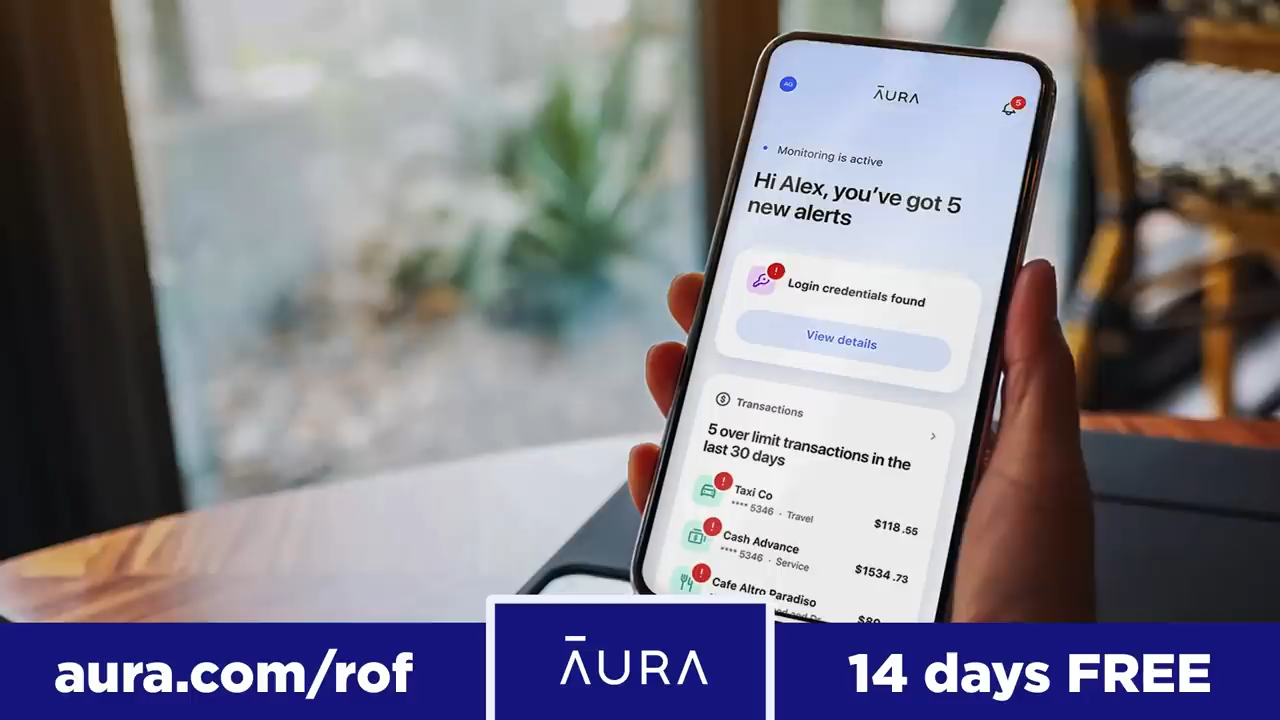 AG
ĀURA
5
Monitoring is active
Hi Alex, you've got 5
new alerts
!
Login credentials found
View details
Transactions
5 over limit transactions in the
last 30 days
!
Taxi Co
**** 5346 · Travel
$118.55
!
Cash Advance
**** 5346 · Service
$1534.73
!
Cafe Altro Paradiso
aura.com/rof
ĀURA
14 days FREE